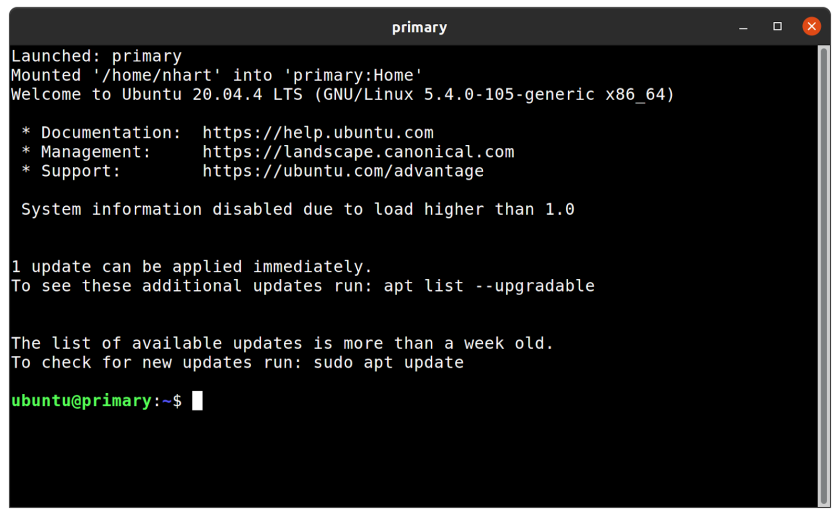 primary
Launched: primary
Mounted '/home/nhart' into 'primary:Home'
Welcome to Ubuntu 20.04.4 LTS (GNU/Linux 5.4.0-105-generic x86_64)
* Documentation:  https://help.ubuntu.com
* Management:     https://landscape.canonical.com
* Support:        https://ubuntu.com/advantage
System information disabled due to load higher than 1.0
1 update can be applied immediately.
To see these additional updates run: apt list --upgradable
The list of available updates is more than a week old.
To check for new updates run: sudo apt update
ubuntu@primary:~$